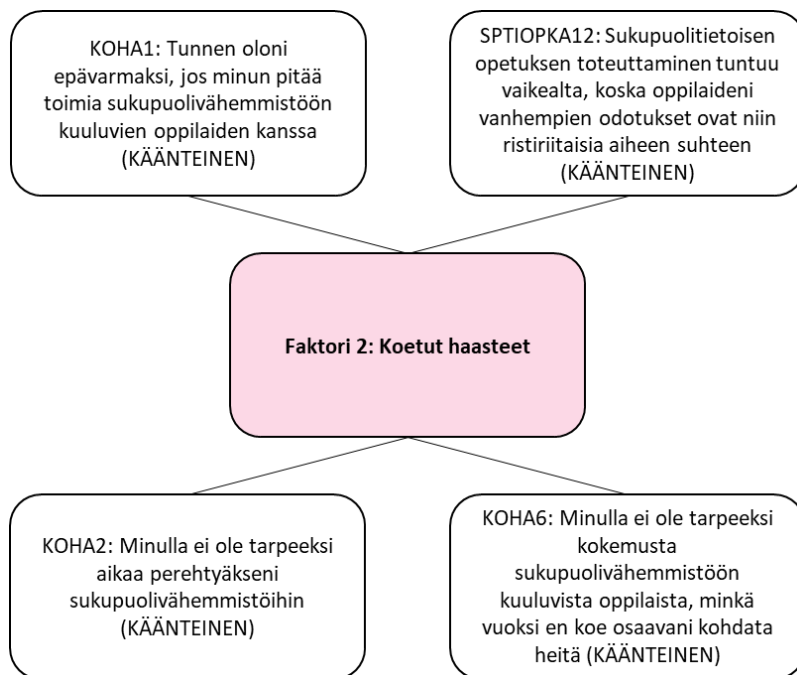 KOHA1: Tunnen oloni
epävarmaksi, jos minun pitää
toimia sukupuolivähemmistöön
kuuluvien oppilaiden kanssa
(KÄÄNTEINEN)
SPTIOPKA12: Sukupuolitietoisen
opetuksen toteuttaminen tuntuu
vaikealta, koska oppilaideni
vanhempien odotukset ovat niin
ristiriitaisia aiheen suhteen
(KÄÄNTEINEN)
Faktori 2: Koetut haasteet
KOHA2: Minulla ei ole tarpeeksi
aikaa perehtyäkseni
sukupuolivähemmistöihin
(KÄÄNTEINEN)
KOHA6: Minulla ei ole tarpeeksi
kokemusta
sukupuolivähemmistöön
kuuluvista oppilaista, minkä
vuoksi en koe osaavani kohdata
heitä (KÄÄNTEINEN)